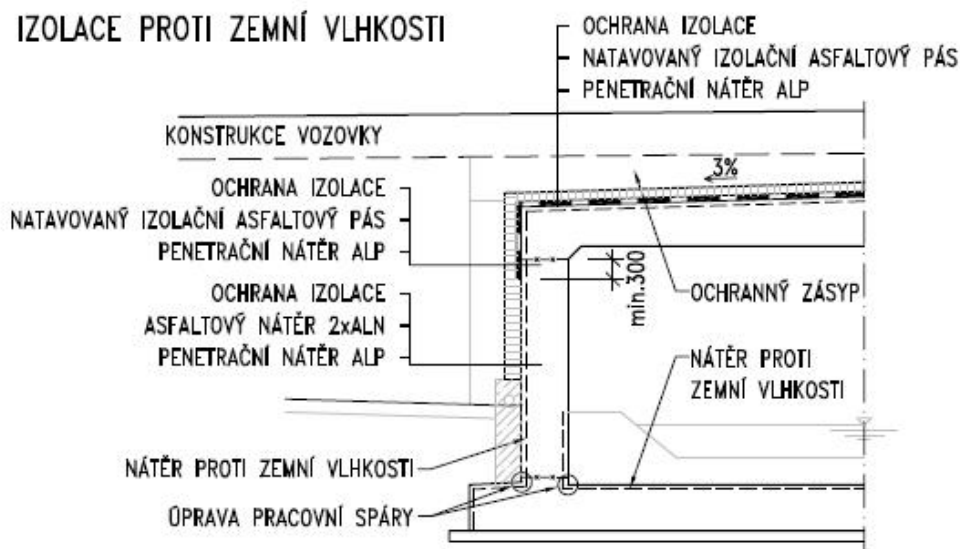 IZOLACE PROTI ZEMNÍ VLHKOSTI
OCHRANA IZOLACE
NATAVOVANÝ IZOLAČNÍ ASFALTOVÝ PÁS
PENETRAČNÍ NÁTĚR ALP
KONSTRUKCE VOZOVKY
3%
OCHRANA IZOLACE
NATAVOVANÝ IZOLAČNÍ ASFALTOVÝ PÁS
PENETRAČNÍ NÁTĚR ALP
min.300
OCHRANNÝ ZÁSYP
OCHRANA IZOLACE
ASFALTOVÝ NÁTĚR 2xALN
PENETRAČNÍ NÁTĚR ALP
NÁTĚR PROTI
ZEMNÍ VLHKOSTI
NÁTĚR PROTI ZEMNÍ VLHKOSTI
ÚPRAVA PRACOVNÍ SPÁRY